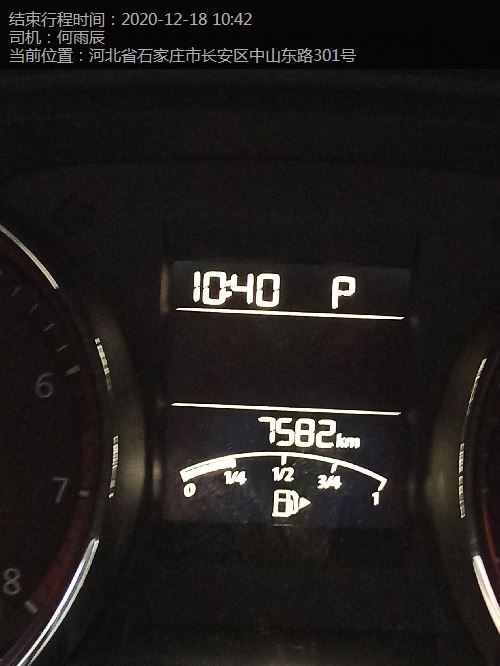 结束行程时间：2020-12-18 10:42
司机：何雨辰
当前位置：河北省石家庄市长安区中山东路301号
10:40 P
7582km
0 1/4 1/2 3/4 1
6
7
8